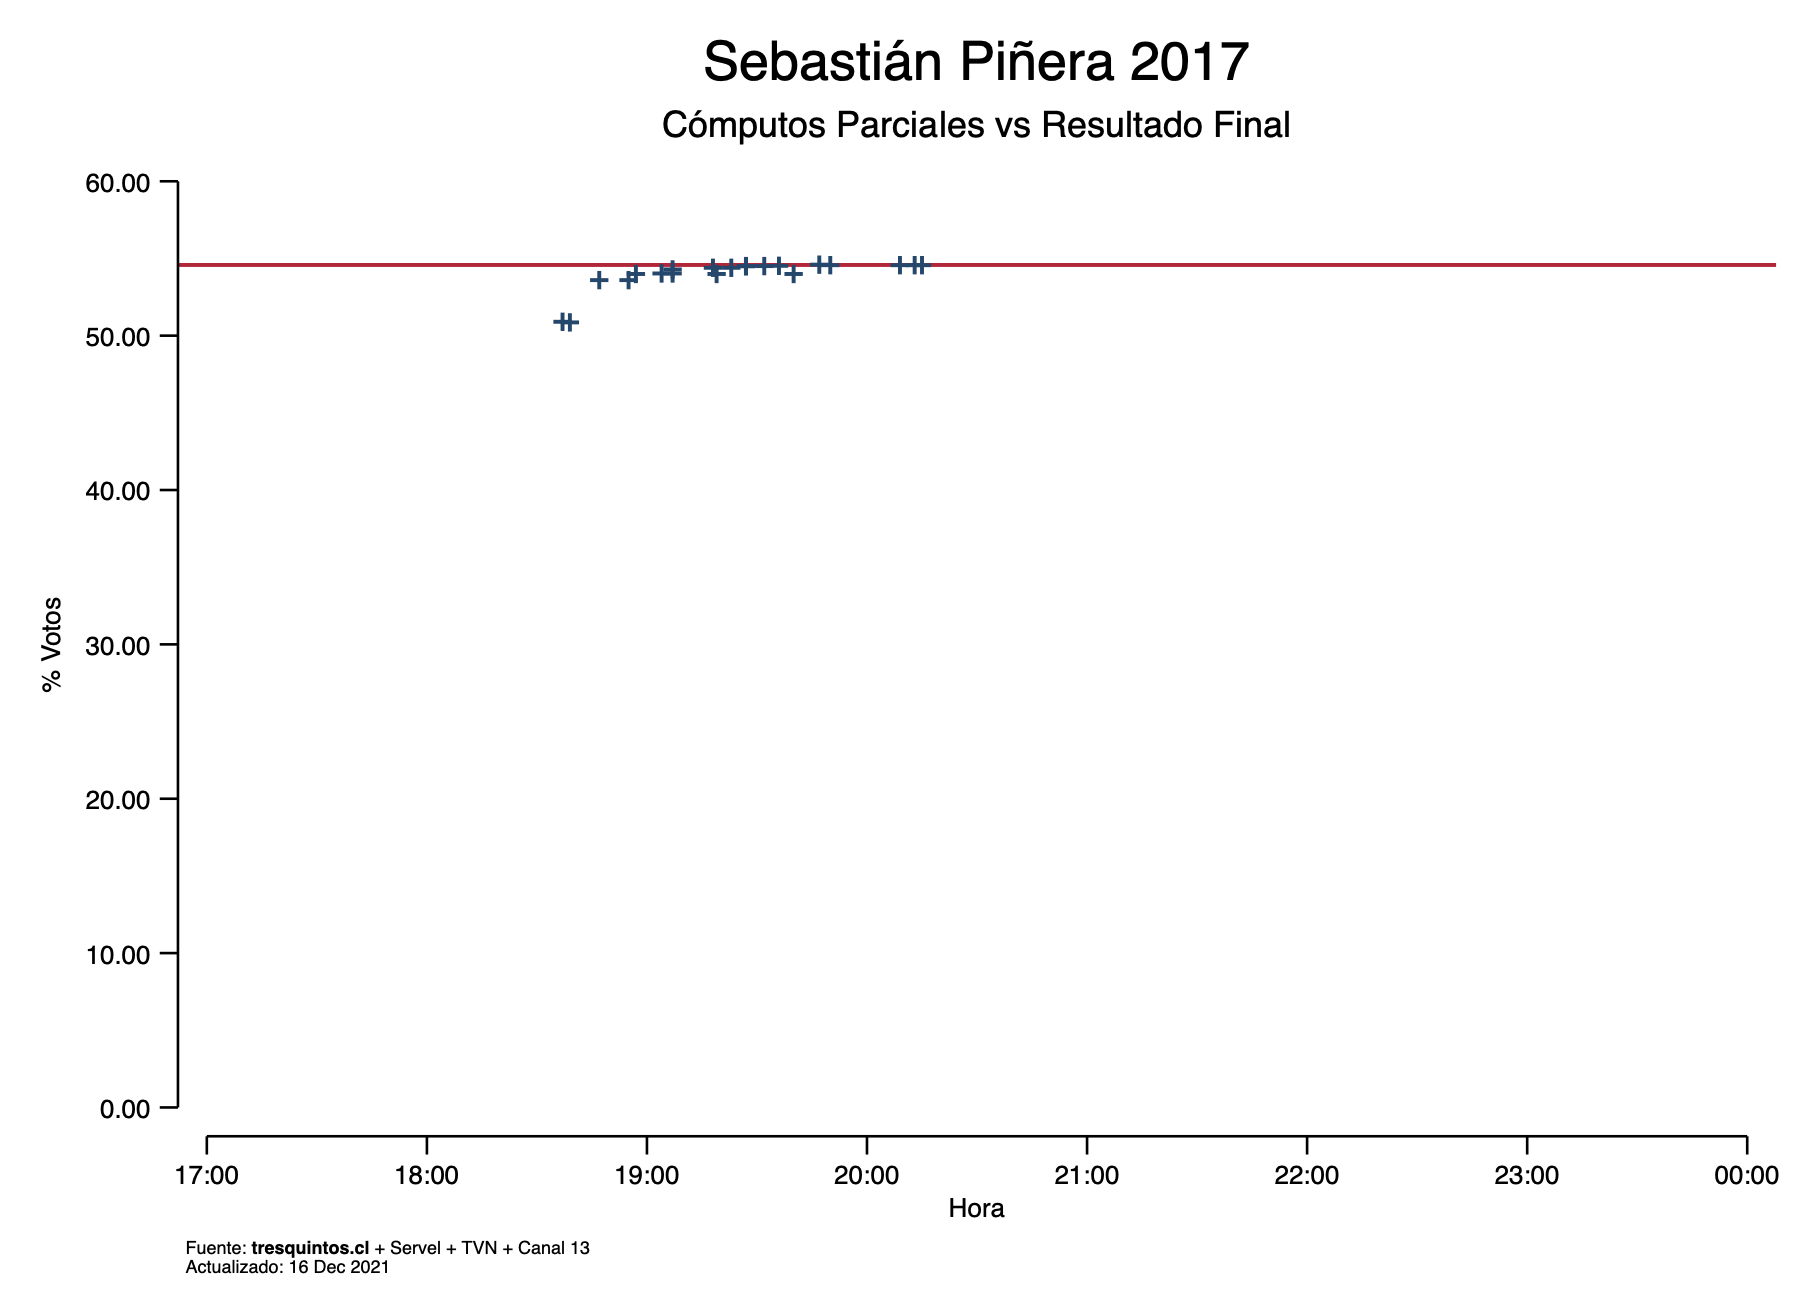 Sebastián Piñera 2017
Cómputos Parciales vs Resultado Final
60.00
50.00
40.00
30.00
20.00
10.00
0.00
% Votos
17:00 18:00 19:00 20:00 21:00 22:00 23:00 00:00
Hora
Fuente: tresquintos.cl + Servel + TVN + Canal 13
Actualizado: 16 Dec 2021